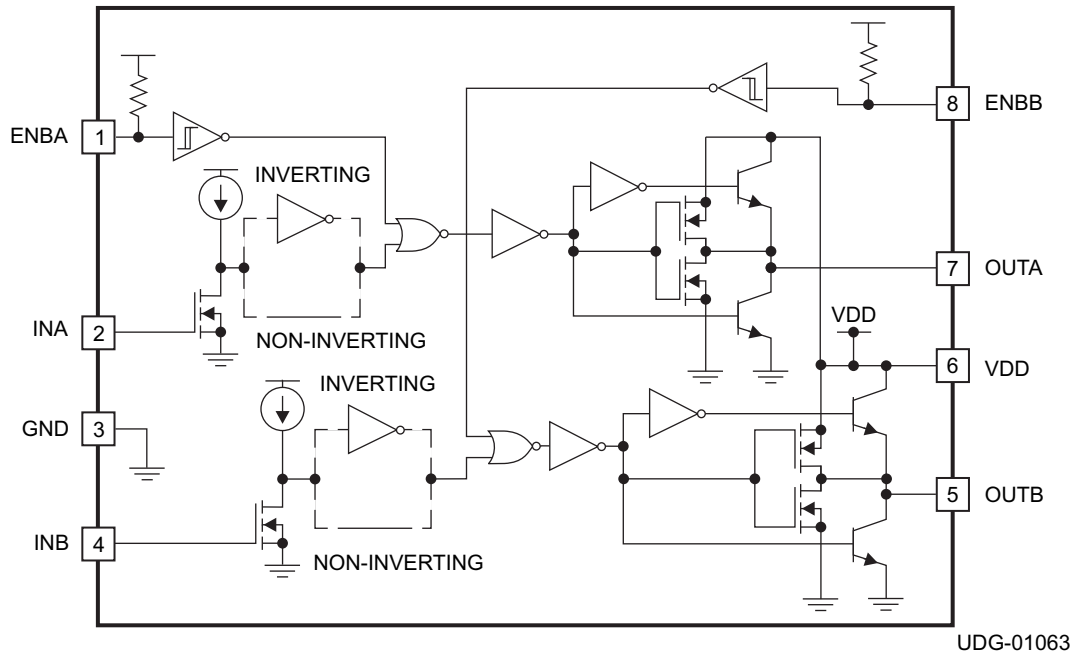 8 ENBB
ENBA 1
INVERTING
7 OUTA
INA 2
NON-INVERTING
VDD
6 VDD
INVERTING
GND 3
5 OUTB
INB 4
NON-INVERTING
UDG-01063